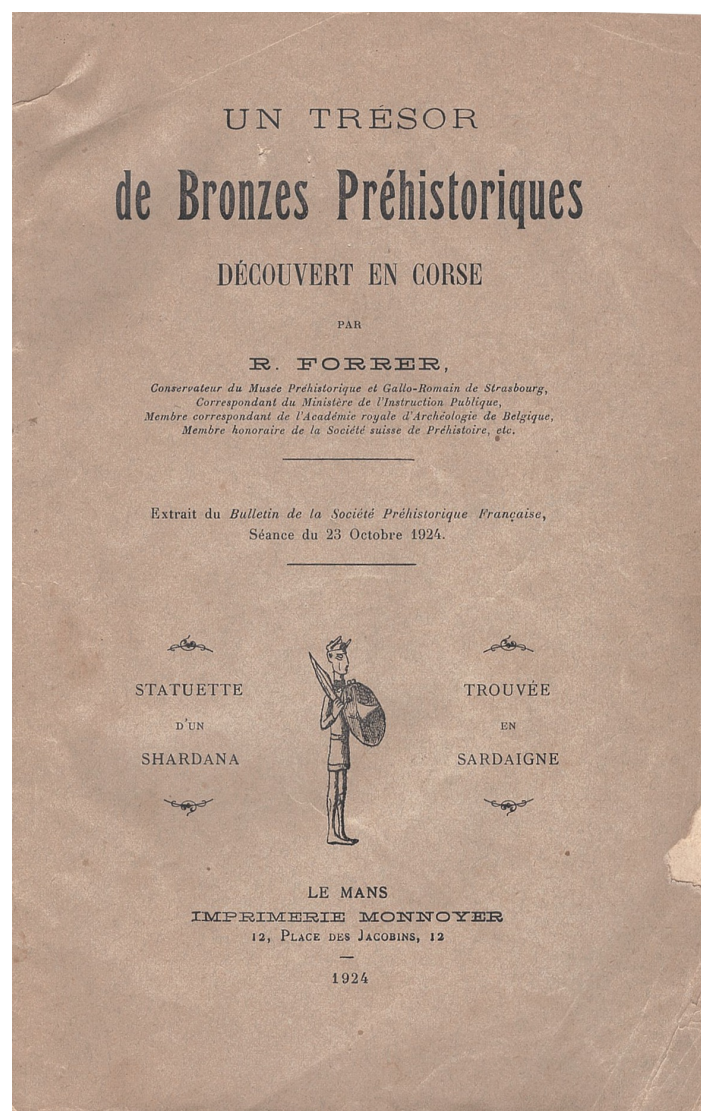 UN TRÉSOR
de Bronzes Préhistoriques
DÉCOUVERT EN CORSE
PAR
R. FORRER,
Conservateur du Musée Préhistorique et Gallo-Romain de Strasbourg,
Correspondant du Ministère de l'Instruction Publique,
Membre correspondant de l'Académie royale d'Archéologie de Belgique,
Membre honoraire de la Société suisse de Préhistoire, etc.
Extrait du Bulletin de la Société Préhistorique Française,
Séance du 23 Octobre 1924.
STATUETTE
D'UN
SHARDANA
TROUVÉE
EN
SARDAIGNE
LE MANS
IMPRIMERIE MONNOYER
12, PLACE DES JACOBINS, 12
1924